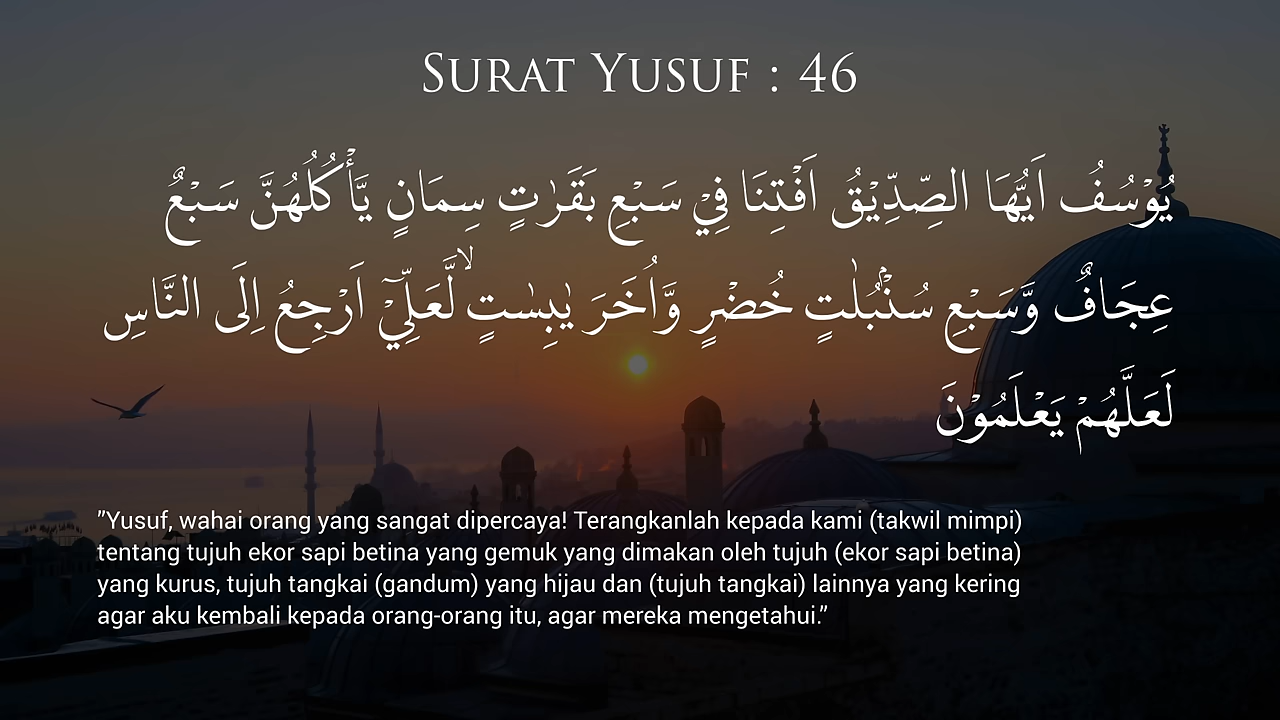 SURAT YUSUF : 46
يُوْسُفُ اَيُّهَا الصِّدِّيْقُ اَفْتِنَا فِيْ سَبْعِ بَقَرٰتٍ سِمَانٍ يَّأْكُلُهُنَّ سَبْعٌ
عِجَافٌ وَّسَبْعِ سُنْۢبُلٰتٍ خُضْرٍ وَّاُخَرَ يٰبِسٰتٍۙ لَّعَلِّيْٓ اَرْجِعُ اِلَى النَّاسِ
لَعَلَّهُمْ يَعْلَمُوْنَ
"Yusuf, wahai orang yang sangat dipercaya! Terangkanlah kepada kami (takwil mimpi)
tentang tujuh ekor sapi betina yang gemuk yang dimakan oleh tujuh (ekor sapi betina)
yang kurus, tujuh tangkai (gandum) yang hijau dan (tujuh tangkai) lainnya yang kering
agar aku kembali kepada orang-orang itu, agar mereka mengetahui."